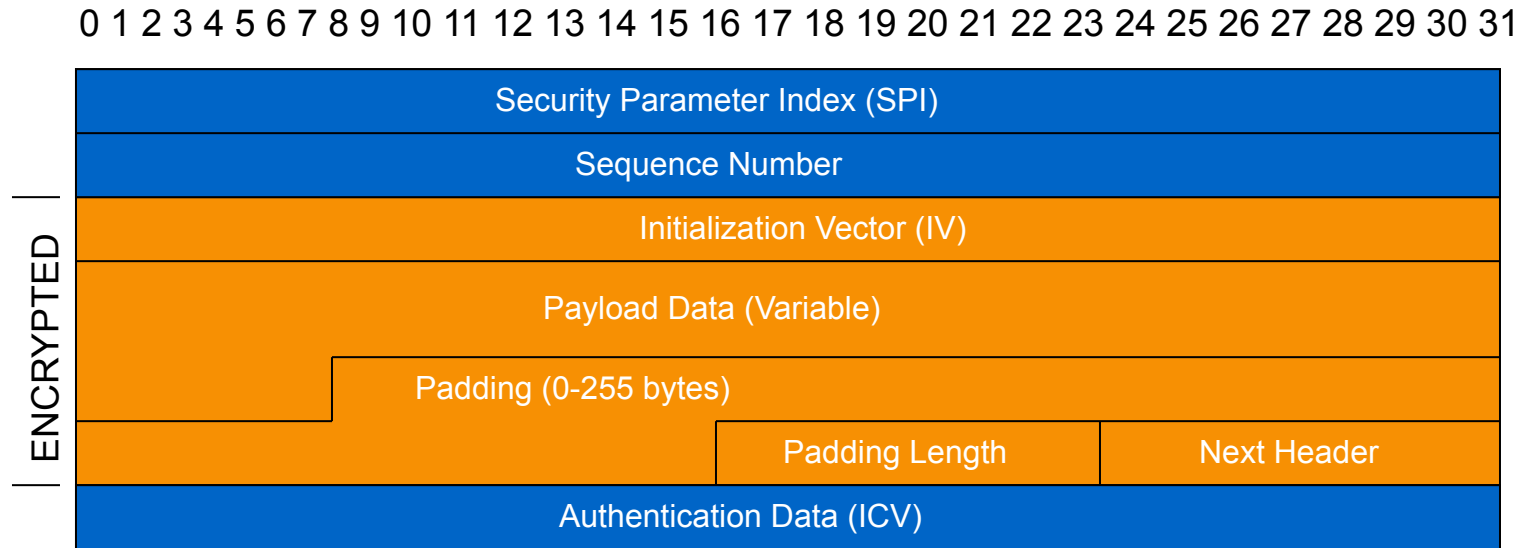 0 1 2 3 4 5 6 7 8 9 10 11 12 13 14 15 16 17 18 19 20 21 22 23 24 25 26 27 28 29 30 31
Security Parameter Index (SPI)
Sequence Number
ENCRYPTED
Initialization Vector (IV)
Payload Data (Variable)
Padding (0-255 bytes)
Padding Length Next Header
Authentication Data (ICV)